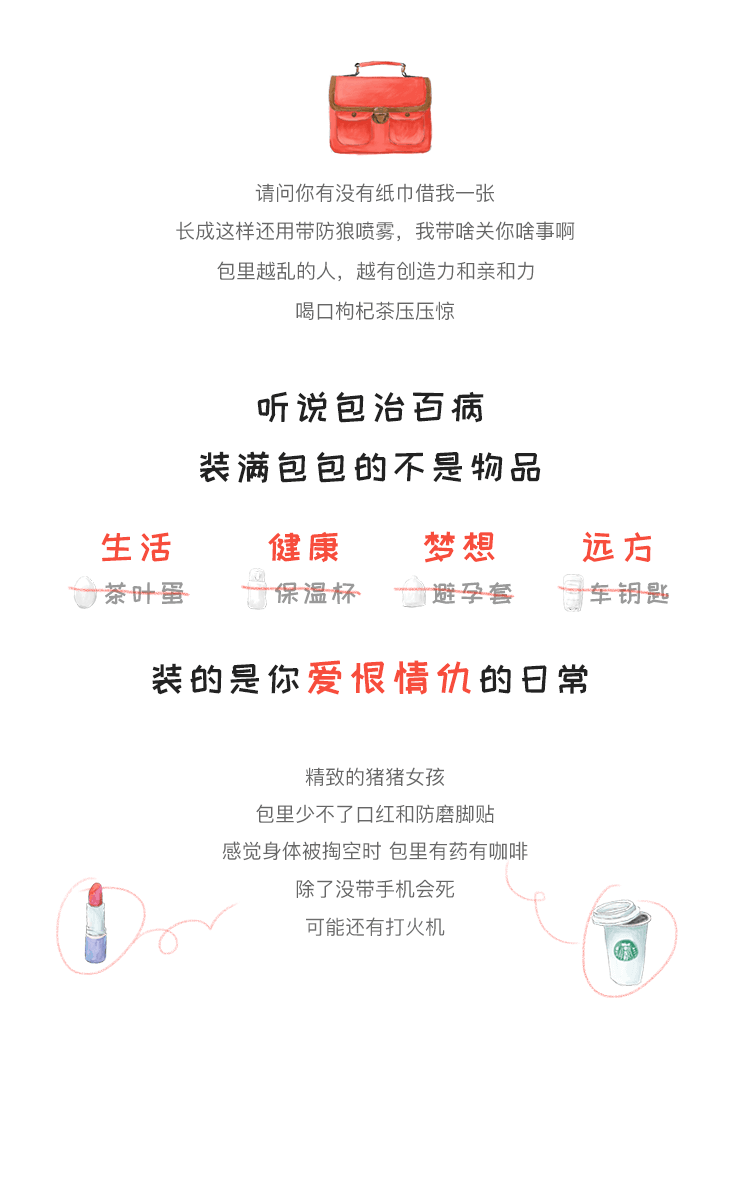 请问你有没有纸巾借我一张
长成这样还用带防狼喷雾，我带啥关你啥事啊
包里越乱的人，越有创造力和亲和力
喝口枸杞茶压压惊
听说包治百病
装满包包的不是物品
生活 健康 梦想 远方
茶叶蛋 保温杯 避孕套 车钥匙
装的是你爱恨情仇的日常
精致的猪猪女孩
包里少不了口红和防磨脚贴
感觉身体被掏空时 包里有药有咖啡
除了没带手机会死
可能还有打火机